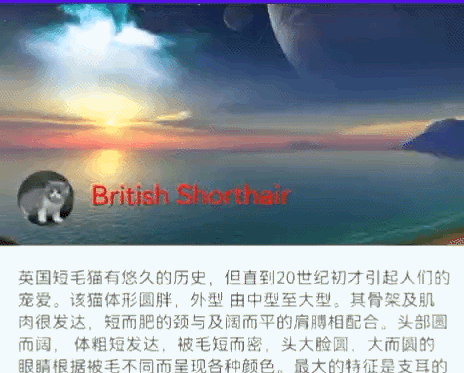 British Shorthair
英国短毛猫有悠久的历史，但直到20世纪初才引起人们的
宠爱。该猫体形圆胖，外型 由中型至大型。其骨架及肌
肉很发达，短而肥的颈与及阔而平的肩膊相配合。头部圆
而阔， 体粗短发达，被毛短而密，头大脸圆，大而圆的
眼睛根据被毛不同而呈现各种颜色。最大的特征是支耳的